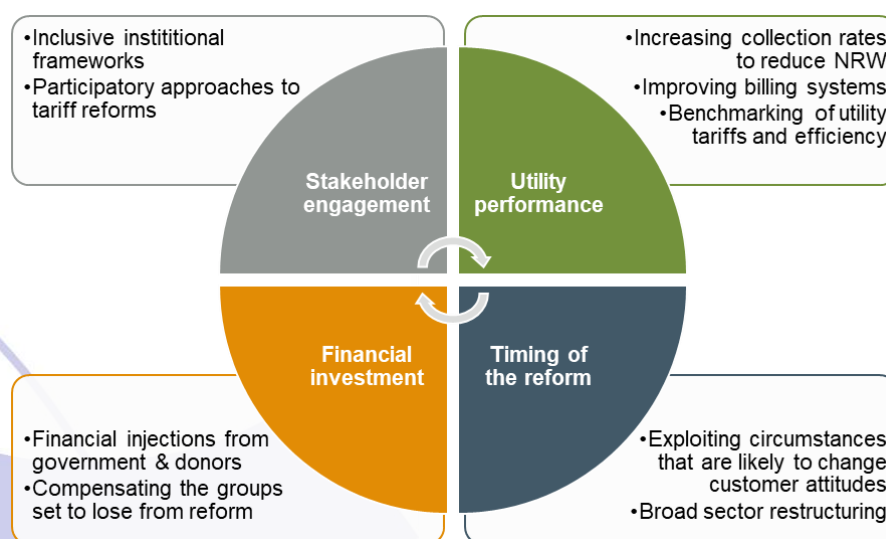 •Inclusive instititional
frameworks
•Participatory approaches to
tariff reforms
•Increasing collection rates
to reduce NRW
•Improving billing systems
•Benchmarking of utility
tariffs and efficiency
Stakeholder
engagement
Utility
performance
Financial
investment
Timing of
the reform
•Financial injections from
government & donors
•Compensating the groups
set to lose from reform
•Exploiting circumstances
that are likely to change
customer attitudes
•Broad sector restructuring